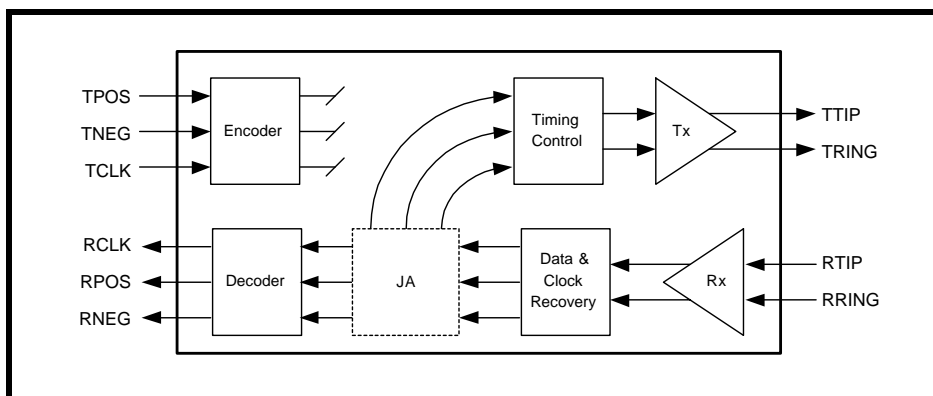 TPOS
TNEG
TCLK
Encoder
Timing
Control
Tx
TTIP
TRING
RCLK
RPOS
RNEG
Decoder
JA
Data &
Clock
Recovery
Rx
RTIP
RRING